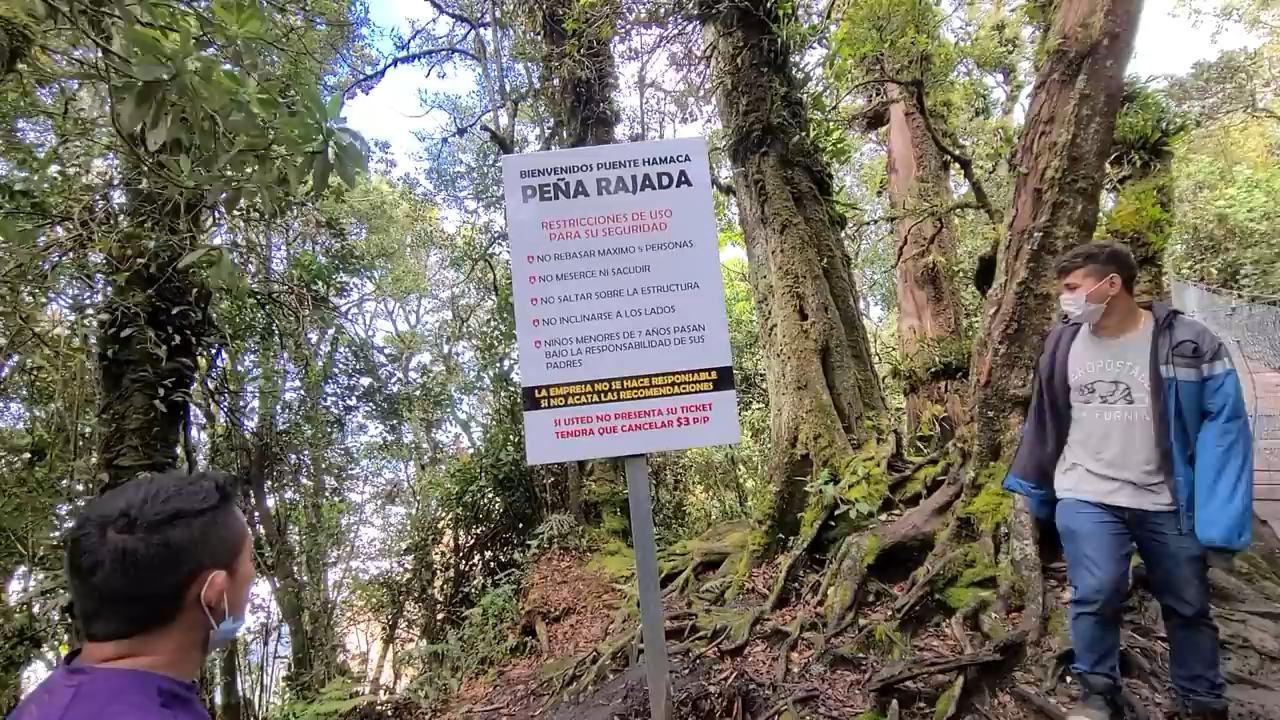 BIENVENIDOS PUENTE HAMACA
PEÑA RAJADA
RESTRICCIONES DE USO
PARA SU SEGURIDAD
NO REBASAR MAXIMO 5 PERSONAS
NO MESERCE NI SACUDIR
NO SALTAR SOBRE LA ESTRUCTURA
NO INCLINARSE A LOS LADOS
NIÑOS MENORES DE 7 AÑOS PASAN
BAJO LA RESPONSABILIDAD DE SUS
PADRES
LA EMPRESA NO SE HACE RESPONSABLE
SI NO ACATA LAS RECOMENDACIONES
SI USTED NO PRESENTA SU TICKET
TENDRA QUE CANCELAR $3 P/P